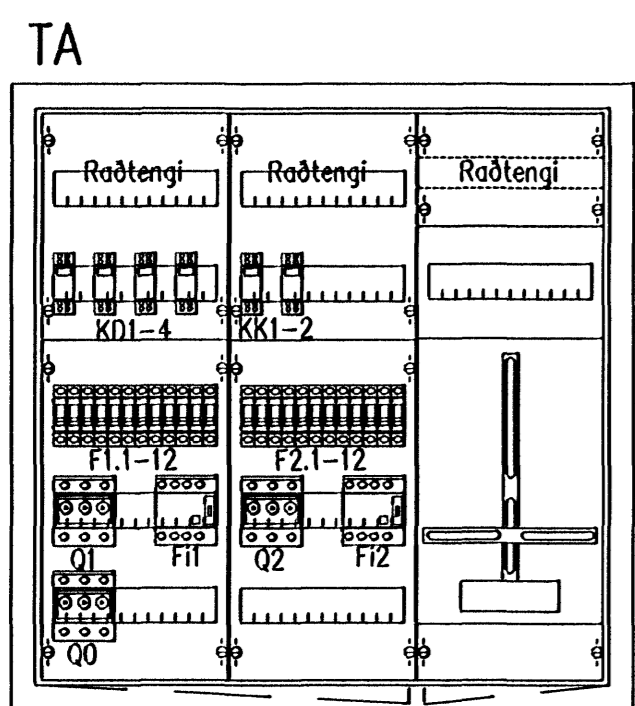 TA
Raðtengi Raðtengi Raðtengi
KD1-4 KK1-2
F1.1-12 F2.1-12
Q1 Fi1 Q2 Fi2
Q0